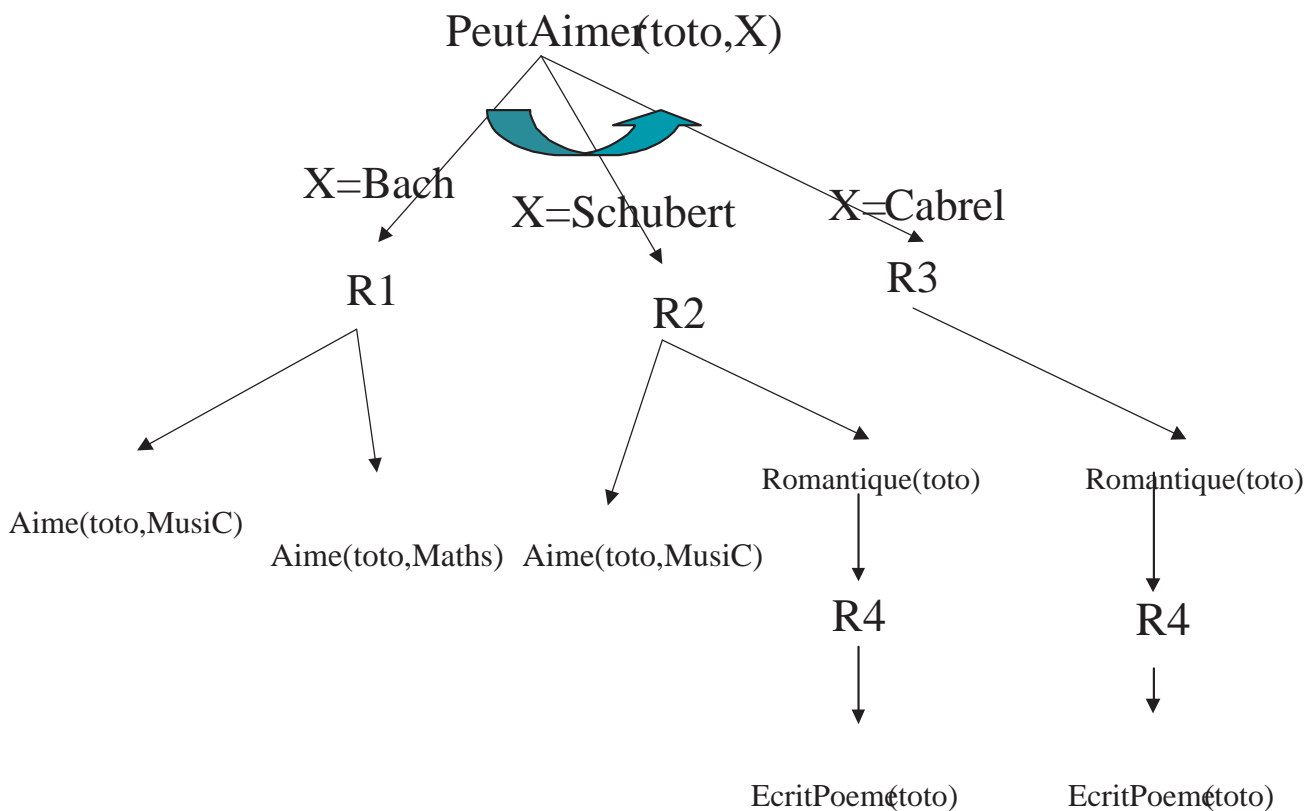 PeutAimer(toto,X)
X=Bach
X=Schubert
X=Cabrel
R1
R2
R3
Aime(toto,MusiC)
Aime(toto,Maths)
Aime(toto,MusiC)
Romantique(toto)
Romantique(toto)
R4
R4
EcritPoeme(toto)
EcritPoeme(toto)